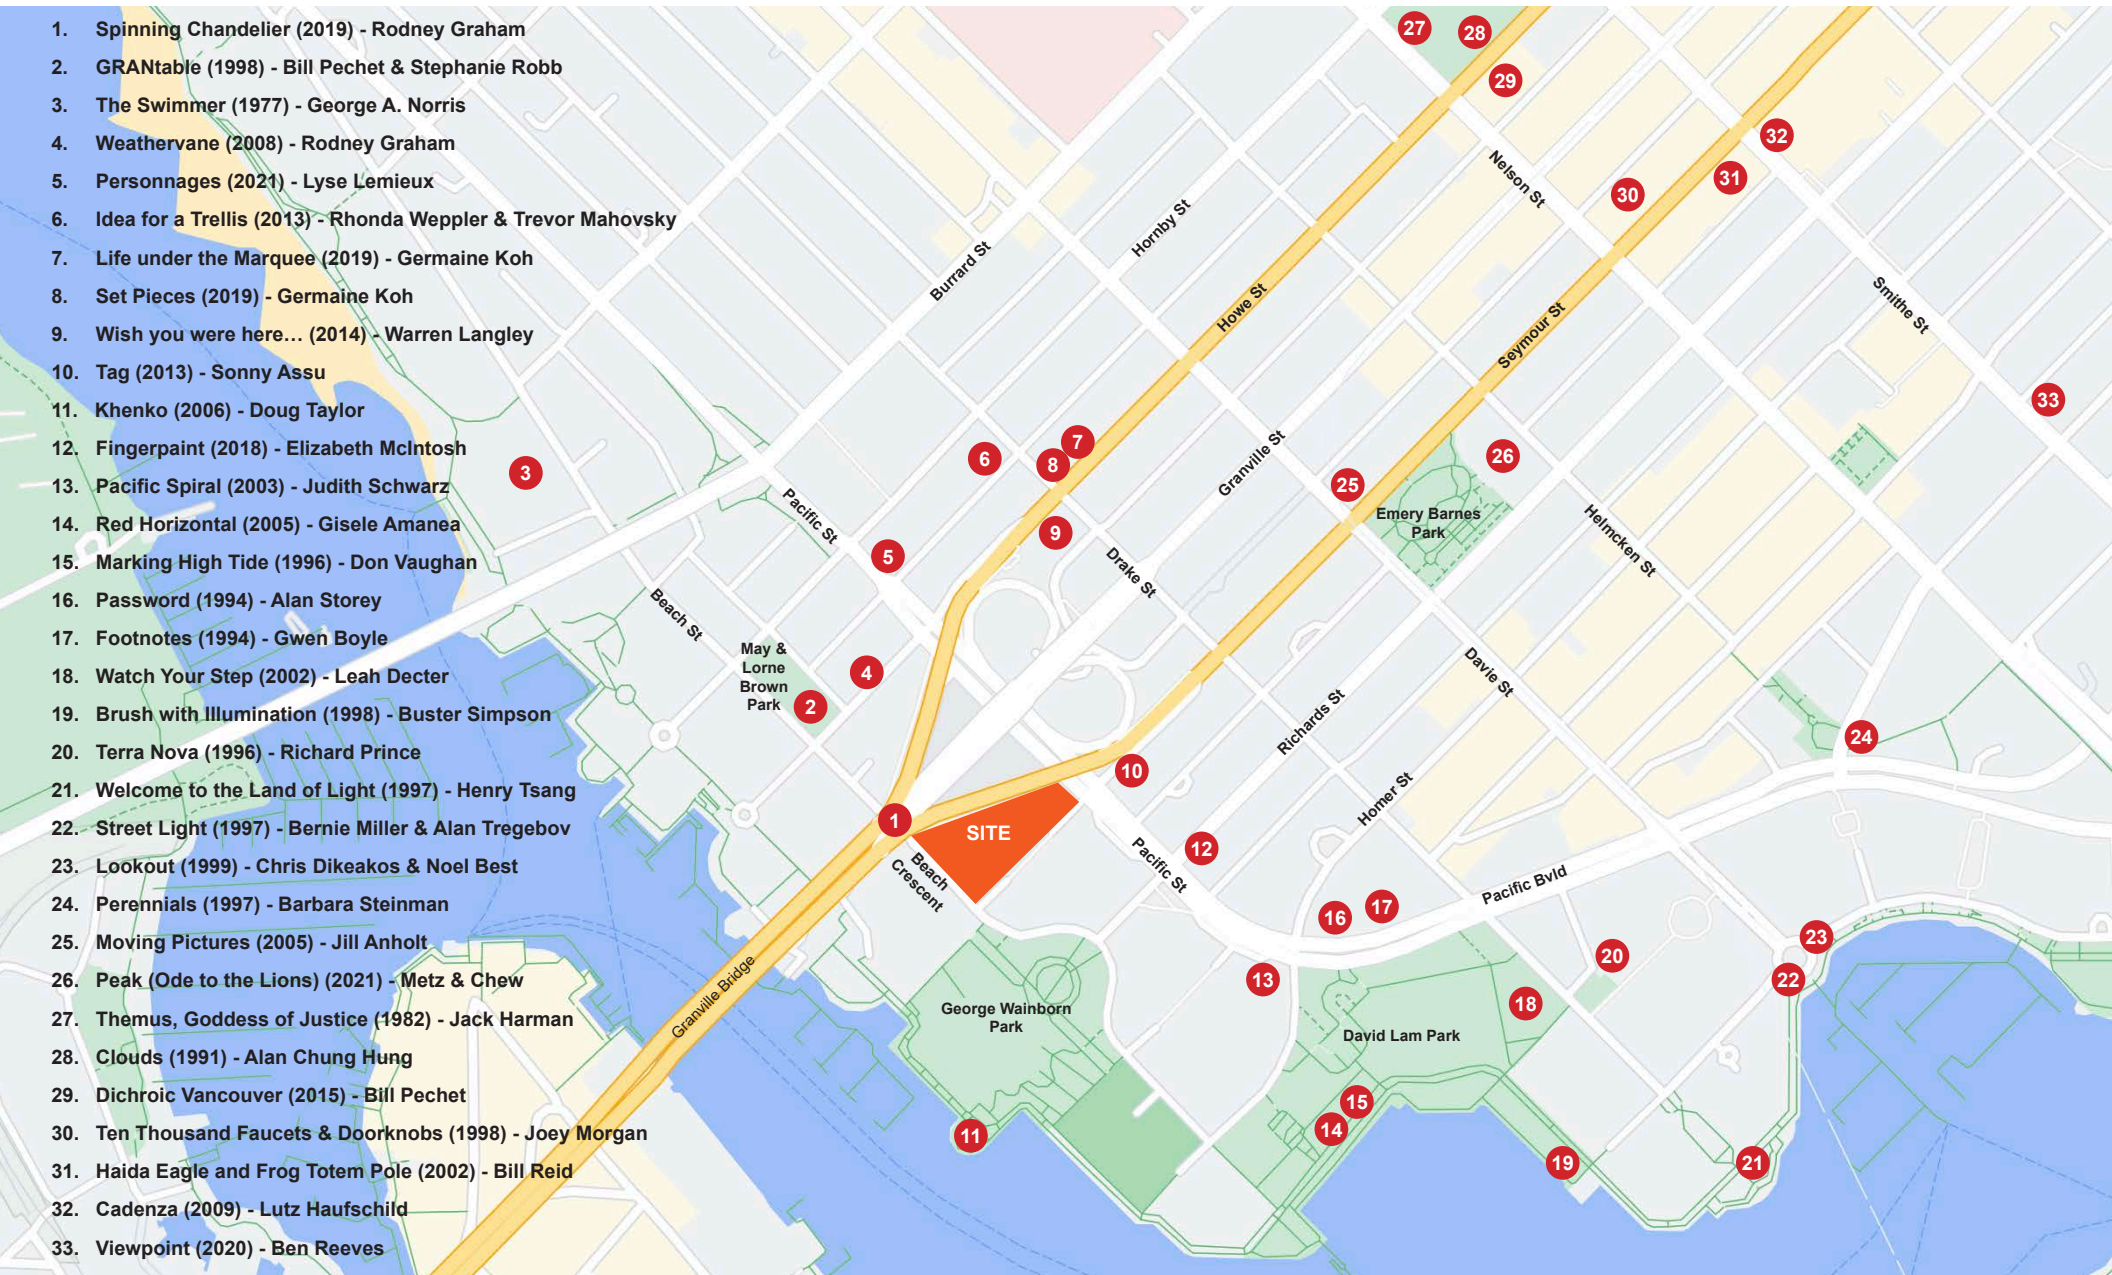 1. Spinning Chandelier (2019) - Rodney Graham
2. GRANtable (1998) - Bill Pechet & Stephanie Robb
3. The Swimmer (1977) - George A. Norris
4. Weathervane (2008) - Rodney Graham
5. Personnages (2021) - Lyse Lemieux
6. Idea for a Trellis (2013) - Rhonda Weppler & Trevor Mahovsky
7. Life under the Marquee (2019) - Germaine Koh
8. Set Pieces (2019) - Germaine Koh
9. Wish you were here… (2014) - Warren Langley
10. Tag (2013) - Sonny Assu
11. Khenko (2006) - Doug Taylor
12. Fingerpaint (2018) - Elizabeth McIntosh
13. Pacific Spiral (2003) - Judith Schwarz
14. Red Horizontal (2005) - Gisele Amanea
15. Marking High Tide (1996) - Don Vaughan
16. Password (1994) - Alan Storey
17. Footnotes (1994) - Gwen Boyle
18. Watch Your Step (2002) - Leah Decter
19. Brush with Illumination (1998) - Buster Simpson
20. Terra Nova (1996) - Richard Prince
21. Welcome to the Land of Light (1997) - Henry Tsang
22. Street Light (1997) - Bernie Miller & Alan Tregebov
23. Lookout (1999) - Chris Dikeakos & Noel Best
24. Perennials (1997) - Barbara Steinman
25. Moving Pictures (2005) - Jill Anholt
26. Peak (Ode to the Lions) (2021) - Metz & Chew
27. Themus, Goddess of Justice (1982) - Jack Harman
28. Clouds (1991) - Alan Chung Hung
29. Dichroic Vancouver (2015) - Bill Pechet
30. Ten Thousand Faucets & Doorknobs (1998) - Joey Morgan
31. Haida Eagle and Frog Totem Pole (2002) - Bill Reid
32. Cadenza (2009) - Lutz Haufschild
33. Viewpoint (2020) - Ben Reeves
27
28
29
32
31
30
Nelson St
Hornby St
Burrard St
Howe St
Smithe St
Seymour St
33
7
6
8
3
Granville St
26
25
Pacific St
9
Emery Barnes
Park
Helmcken St
5
Drake St
Beach St
May &
Lorne
Brown
Park
4
2
Davie St
Richards St
24
10
Homer St
1
SITE
12
Pacific St
Beach
Crescent
Pacific Bvld
16
17
23
20
13
22
Granville Bridge
George Wainborn
Park
18
David Lam Park
15
14
11
19
21